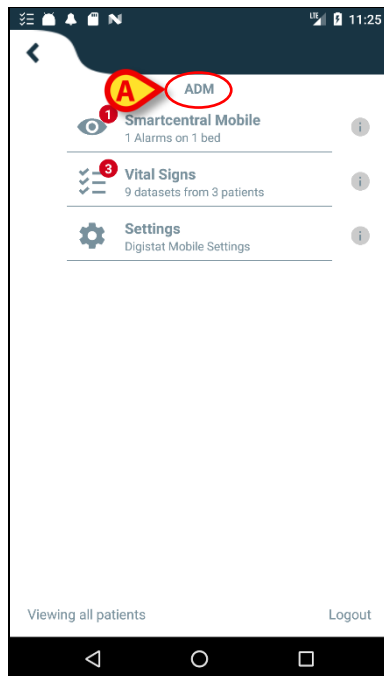 LTE 11:25
A
ADM
1
Smartcentral Mobile
1 Alarms on 1 bed
i
3
Vital Signs
9 datasets from 3 patients
i
Settings
Digistat Mobile Settings
i
Viewing all patients Logout